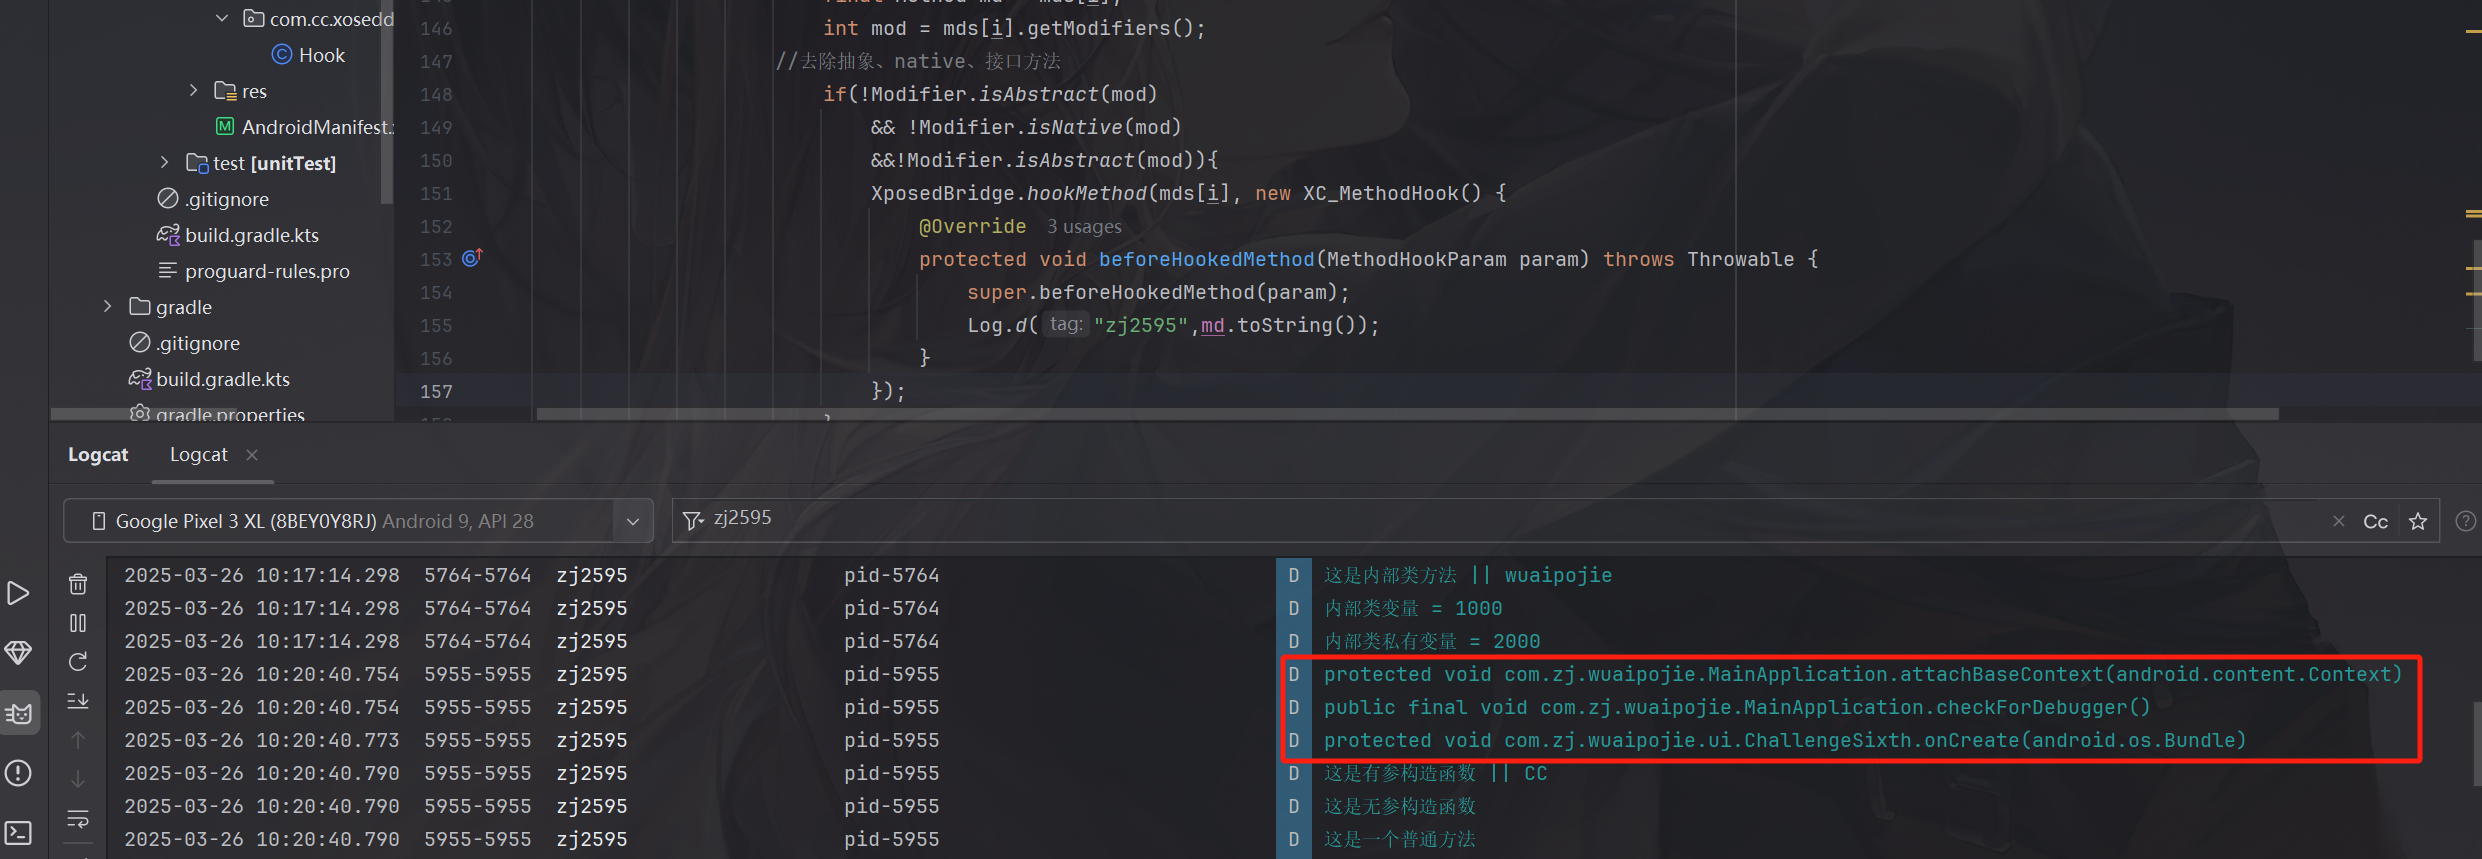 com.cc.xosedd
Hook
res
AndroidManifest.
test [unitTest]
.gitignore
build.gradle.kts
proguard-rules.pro
gradle
.gitignore
build.gradle.kts
gradle.properties
146 int mod = mds[i].getModifiers();
147 //去除抽象、native、接口方法
148 if(!Modifier.isAbstract(mod)
149 && !Modifier.isNative(mod)
150 &&!Modifier.isAbstract(mod)){
151 XposedBridge.hookMethod(mds[i], new XC_MethodHook() {
152 @Override 3 usages
153 protected void beforeHookedMethod(MethodHookParam param) throws Throwable {
154 super.beforeHookedMethod(param);
155 Log.d( tag: "zj2595",md.toString());
156 }
157 });
Logcat Logcat
Google Pixel 3 XL (8BEY0Y8RJ) Android 9, API 28 zj2595 Cc
2025-03-26 10:17:14.298 5764-5764 zj2595 pid-5764 D 这是内部类方法 || wuaipojie
2025-03-26 10:17:14.298 5764-5764 zj2595 pid-5764 D 内部类变量 = 1000
2025-03-26 10:17:14.298 5764-5764 zj2595 pid-5764 D 内部类私有变量 = 2000
2025-03-26 10:20:40.754 5955-5955 zj2595 pid-5955 D protected void com.zj.wuaipojie.MainApplication.attachBaseContext(android.content.Context)
2025-03-26 10:20:40.754 5955-5955 zj2595 pid-5955 D public final void com.zj.wuaipojie.MainApplication.checkForDebugger()
2025-03-26 10:20:40.773 5955-5955 zj2595 pid-5955 D protected void com.zj.wuaipojie.ui.ChallengeSixth.onCreate(android.os.Bundle)
2025-03-26 10:20:40.790 5955-5955 zj2595 pid-5955 D 这是有参构造函数 || CC
2025-03-26 10:20:40.790 5955-5955 zj2595 pid-5955 D 这是无参构造函数
2025-03-26 10:20:40.790 5955-5955 zj2595 pid-5955 D 这是一个普通方法